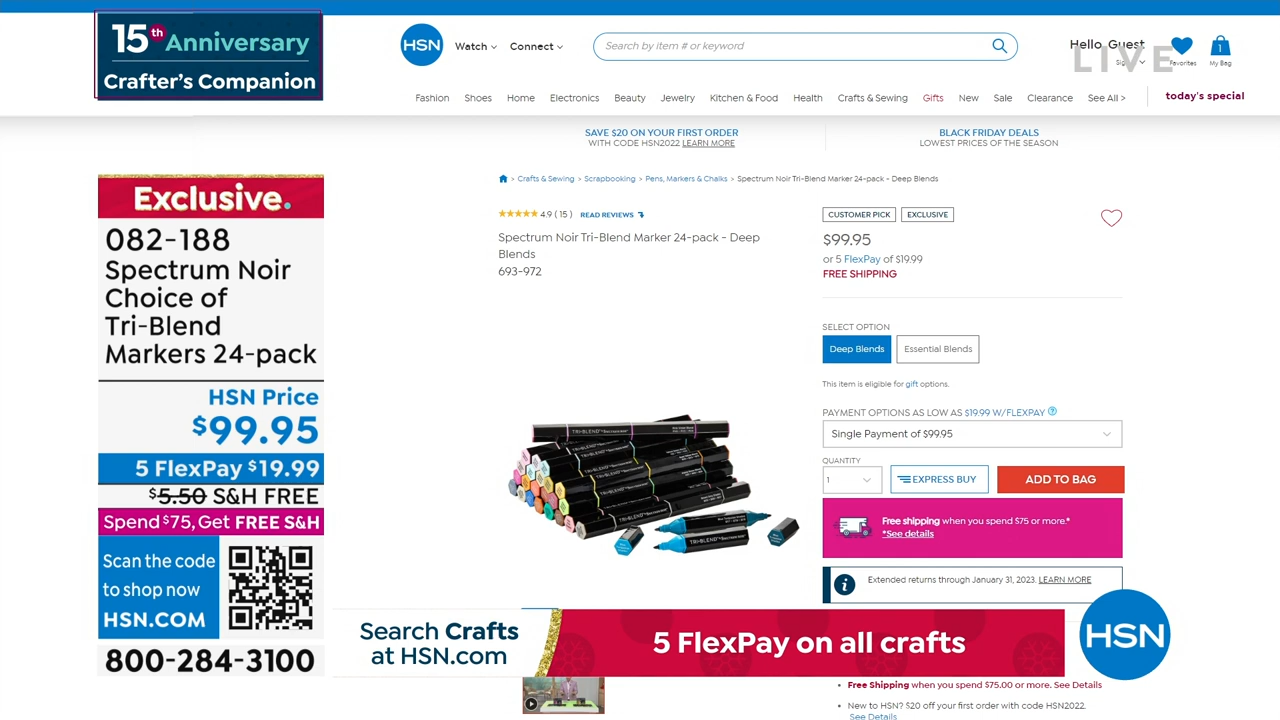 15th Anniversary
Crafter's Companion
HSN
Watch
Connect
Search by item # or keyword
Hello, Guest
LIVE
Favorites
1
My Bag
Fashion Shoes Home Electronics Beauty Jewelry Kitchen & Food Health Crafts & Sewing Gifts New Sale Clearance See All >
today's special
SAVE $20 ON YOUR FIRST ORDER
WITH CODE HSN2022 LEARN MORE
BLACK FRIDAY DEALS
LOWEST PRICES OF THE SEASON
Exclusive.
082-188
Spectrum Noir
Choice of
Tri-Blend
Markers 24-pack
HSN Price
$99.95
5 FlexPay $19.99
$5.50 S&H FREE
Spend $75, Get FREE S&H
Scan the code
to shop now
HSN.COM
800-284-3100
> Crafts & Sewing > Scrapbooking > Pens, Markers & Chalks > Spectrum Noir Tri-Blend Marker 24-pack - Deep Blends
4.9 ( 15 ) READ REVIEWS
Spectrum Noir Tri-Blend Marker 24-pack - Deep
Blends
693-972
CUSTOMER PICK EXCLUSIVE
$99.95
or 5 FlexPay of $19.99
FREE SHIPPING
SELECT OPTION
Deep Blends Essential Blends
This item is eligible for gift options.
PAYMENT OPTIONS AS LOW AS $19.99 W/FLEXPAY ?
Single Payment of $99.95
QUANTITY
1
EXPRESS BUY
ADD TO BAG
Free shipping when you spend $75 or more.*
*See details
Extended returns through January 31, 2023. LEARN MORE
TRI-BLEND
TRI-BLEND
Search Crafts
at HSN.com
5 FlexPay on all crafts
HSN
• Free Shipping when you spend $75.00 or more. See Details
• New to HSN? $20 off your first order with code HSN2022.
See Details